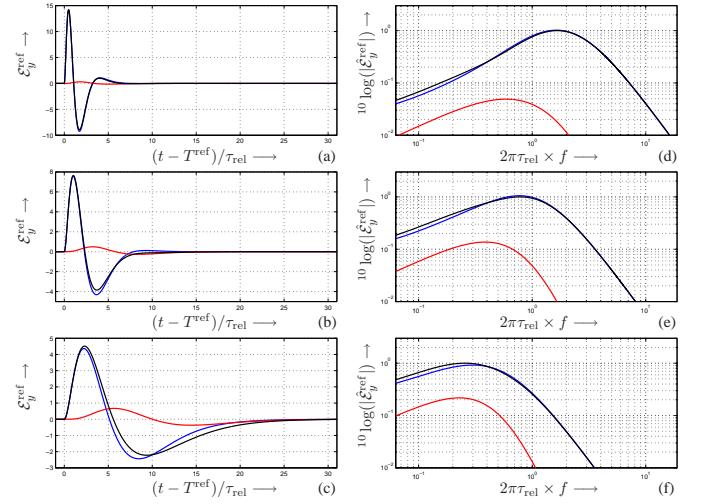 15
10
5
0
−5
−10
0 5 10 15 20 25 30
ℰ_y^ref →
(t − T^ref)/τ_rel → (a)
10^0
10^-1
10^-2
10^-1 10^0 10^1
^10 log(|ℰ̂_y^ref|) →
2πτ_rel × f → (d)
8
6
4
2
0
−2
−4
0 5 10 15 20 25 30
ℰ_y^ref →
(t − T^ref)/τ_rel → (b)
10^0
10^-1
10^-2
10^-1 10^0 10^1
^10 log(|ℰ̂_y^ref|) →
2πτ_rel × f → (e)
5
4
3
2
1
0
−1
−2
−3
0 5 10 15 20 25 30
ℰ_y^ref →
(t − T^ref)/τ_rel → (c)
10^0
10^-1
10^-2
10^-3
10^-1 10^0 10^1
^10 log(|ℰ̂_y^ref|) →
2πτ_rel × f → (f)